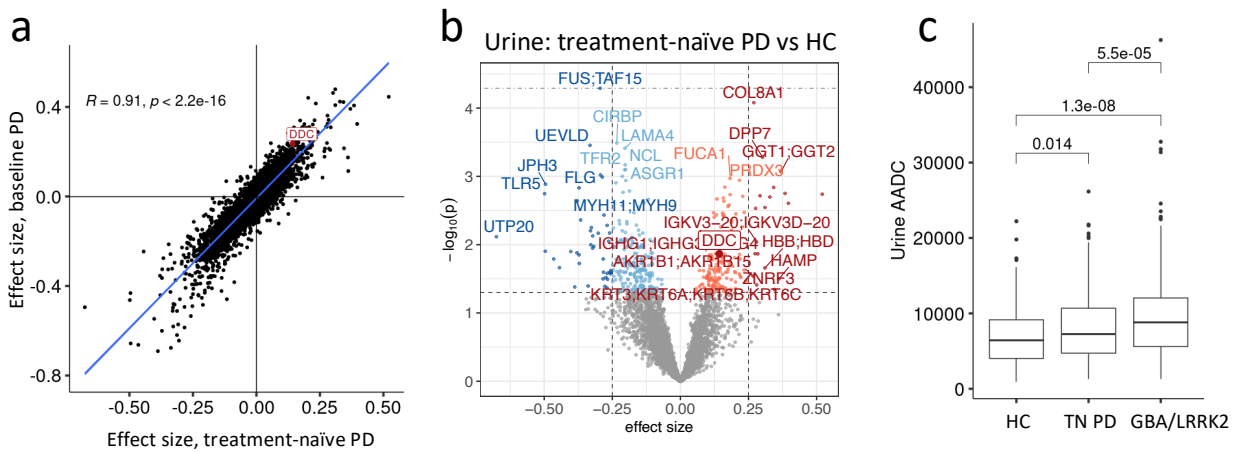 a
Effect size, baseline PD
0.4
0.0
-0.4
-0.8
R = 0.91, p < 2.2e-16
DDC
-0.50
-0.25
0.00
0.25
0.50
Effect size, treatment-naïve PD
b
Urine: treatment-naïve PD vs HC
−log₁₀(p)
4
3
2
1
0
FUS;TAF15
COL8A1
CIRBP
UEVLD
LAMA4
DPP7
TFR2
NCL
FUCA1
GGT1;GGT2
JPH3
FLG
ASGR1
PRDX3
TLR5
MYH11;MYH9
UTP20
IGKV3−20;IGKV3D−20
DDC
HBB;HBD
AKR1B1;AKR1B15
HAMP
ZNRF3
KRT3;KRT6A;KRT6B;KRT6C
−0.50
−0.25
0.00
0.25
0.50
effect size
c
Urine AADC
40000
30000
20000
10000
0
5.5e-05
1.3e-08
0.014
HC
TN PD
GBA/LRRK2